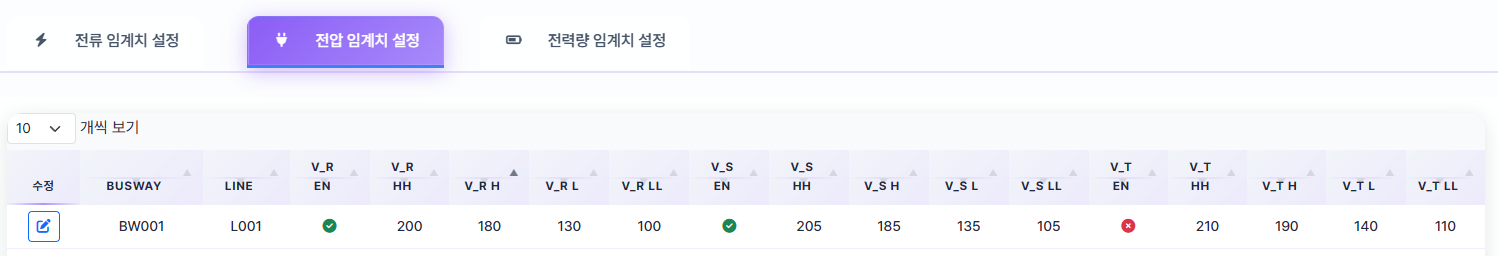 전류 임계치 설정 전압 임계치 설정 전력량 임계치 설정
10 개씩 보기
수정 BUSWAY LINE V_R EN V_R HH V_R H V_R L V_R LL V_S EN V_S HH V_S H V_S L V_S LL V_T EN V_T HH V_T H V_T L V_T LL
BW001 L001 200 180 130 100 205 185 135 105 210 190 140 110